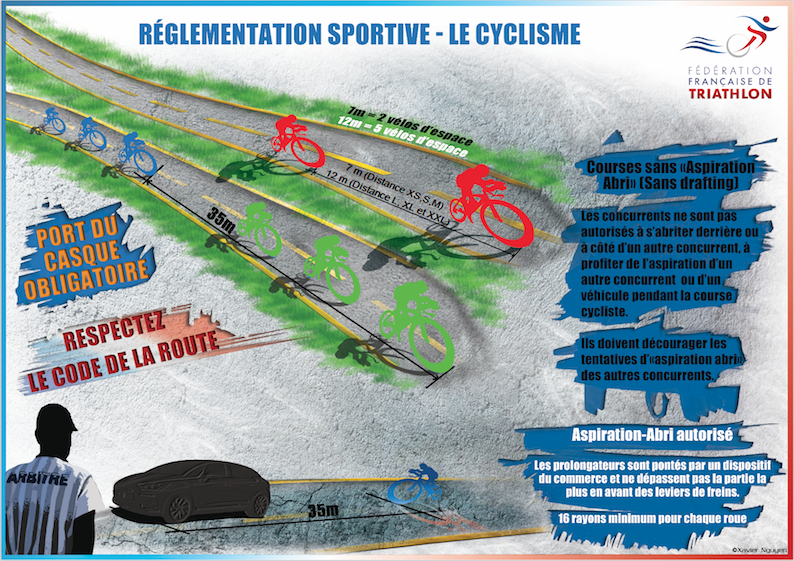 RÉGLEMENTATION SPORTIVE - LE CYCLISME
FÉDÉRATION
FRANÇAISE DE
TRIATHLON
7m = 2 vélos d'espace
12m = 5 vélos d'espace
7 m (Distance XS,S,M)
12 m (Distance L, XL et XXL)
35m
PORT DU
CASQUE
OBLIGATOIRE
RESPECTEZ
LE CODE DE LA ROUTE
Courses sans «Aspiration
Abri» (Sans drafting)
Les concurrents ne sont pas
autorisés à s'abriter derrière ou
à côté d'un autre concurrent, à
profiter de l'aspiration d'un
autre concurrent ou d'un
véhicule pendant la course
cycliste.
Ils doivent décourager les
tentatives d'«aspiration abri»
des autres concurrents.
Aspiration-Abri autorisé
Les prolongateurs sont pontés par un dispositif
du commerce et ne dépassent pas la partie la
plus en avant des leviers de freins.
16 rayons minimum pour chaque roue
ARBITRE
35m
©Xavier Nguyen